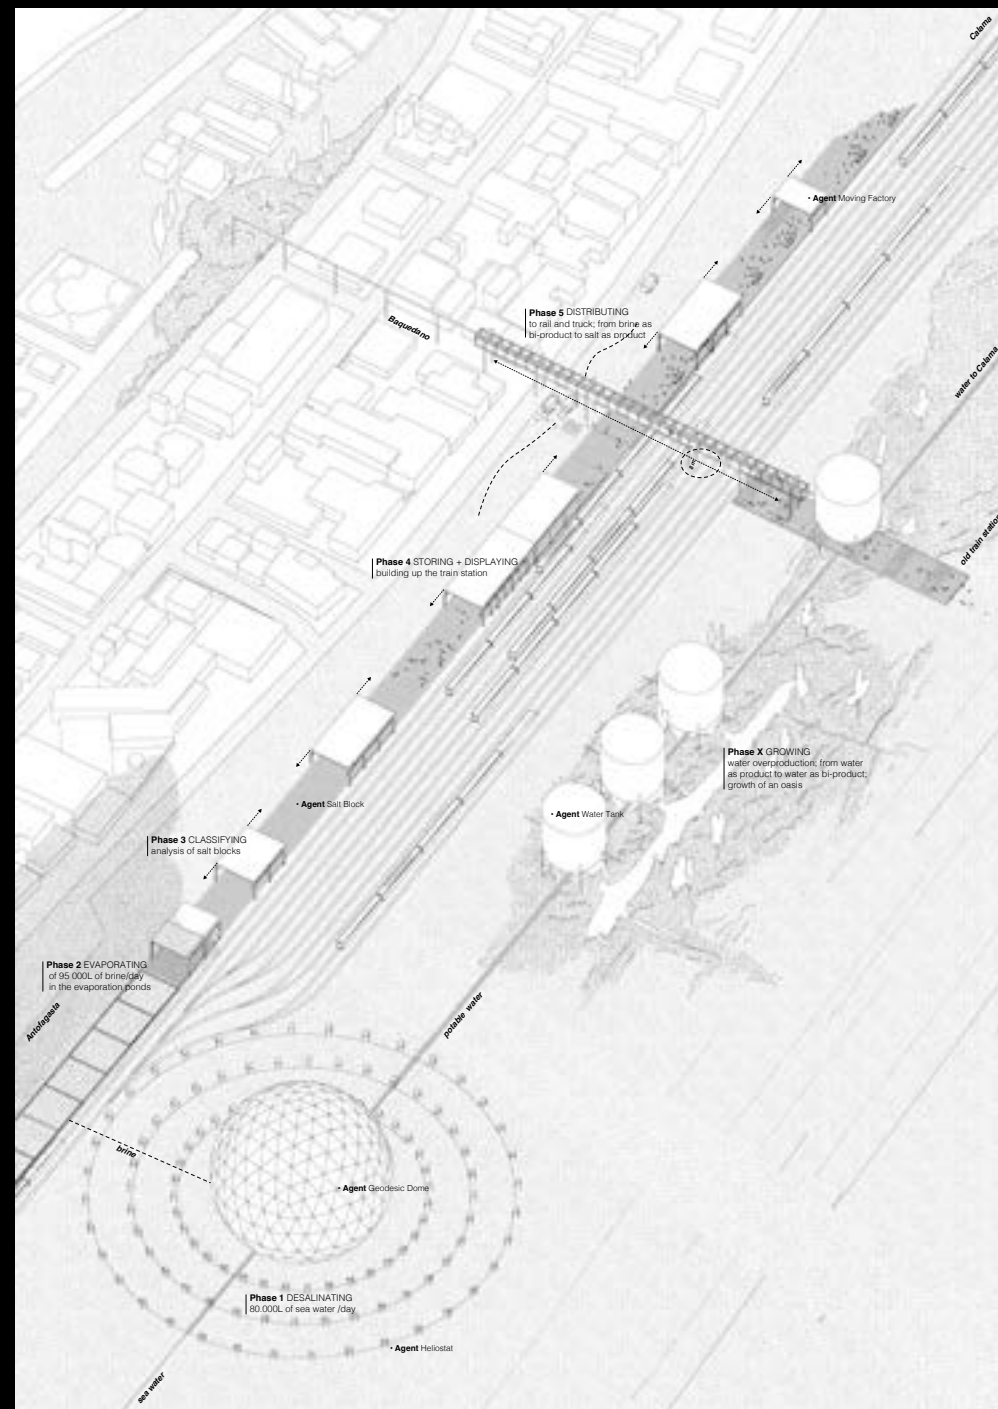 Calama
• Agent Moving Factory
Phase 5 DISTRIBUTING
to rail and truck; from brine as
bi-product to salt as product
Baquedano
water to Calama
8 m
old train station
Phase 4 STORING + DISPLAYING
building up the train station
Phase X GROWING
water overproduction; from water
as product to water as bi-product;
growth of an oasis
• Agent Salt Block
• Agent Water Tank
Phase 3 CLASSIFYING
analysis of salt blocks
Phase 2 EVAPORATING
of 95 000L of brine/day
in the evaporation ponds
Antofagasta
potable water
brine
• Agent Geodesic Dome
Phase 1 DESALINATING
80.000L of sea water /day
• Agent Heliostat
sea water